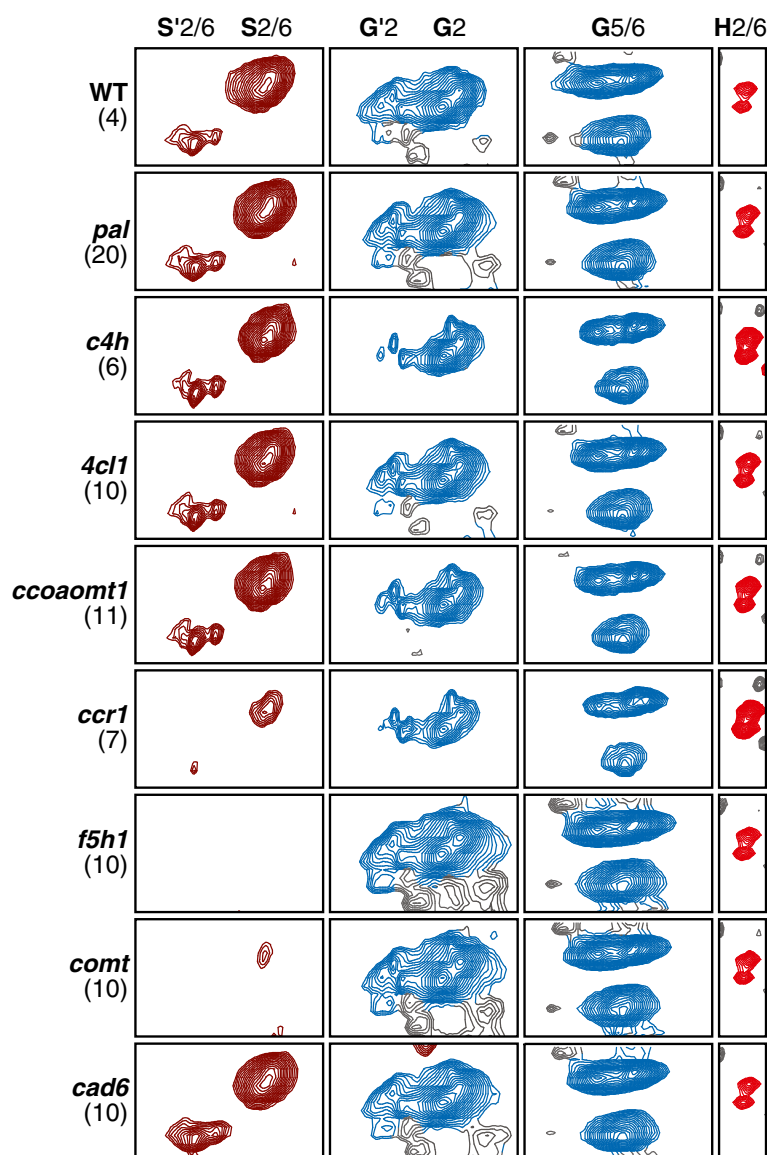 S'2/6 S2/6 G'2 G2 G5/6 H2/6
WT
(4)
pal
(20)
c4h
(6)
4cl1
(10)
ccoaomt1
(11)
ccr1
(7)
f5h1
(10)
comt
(10)
cad6
(10)